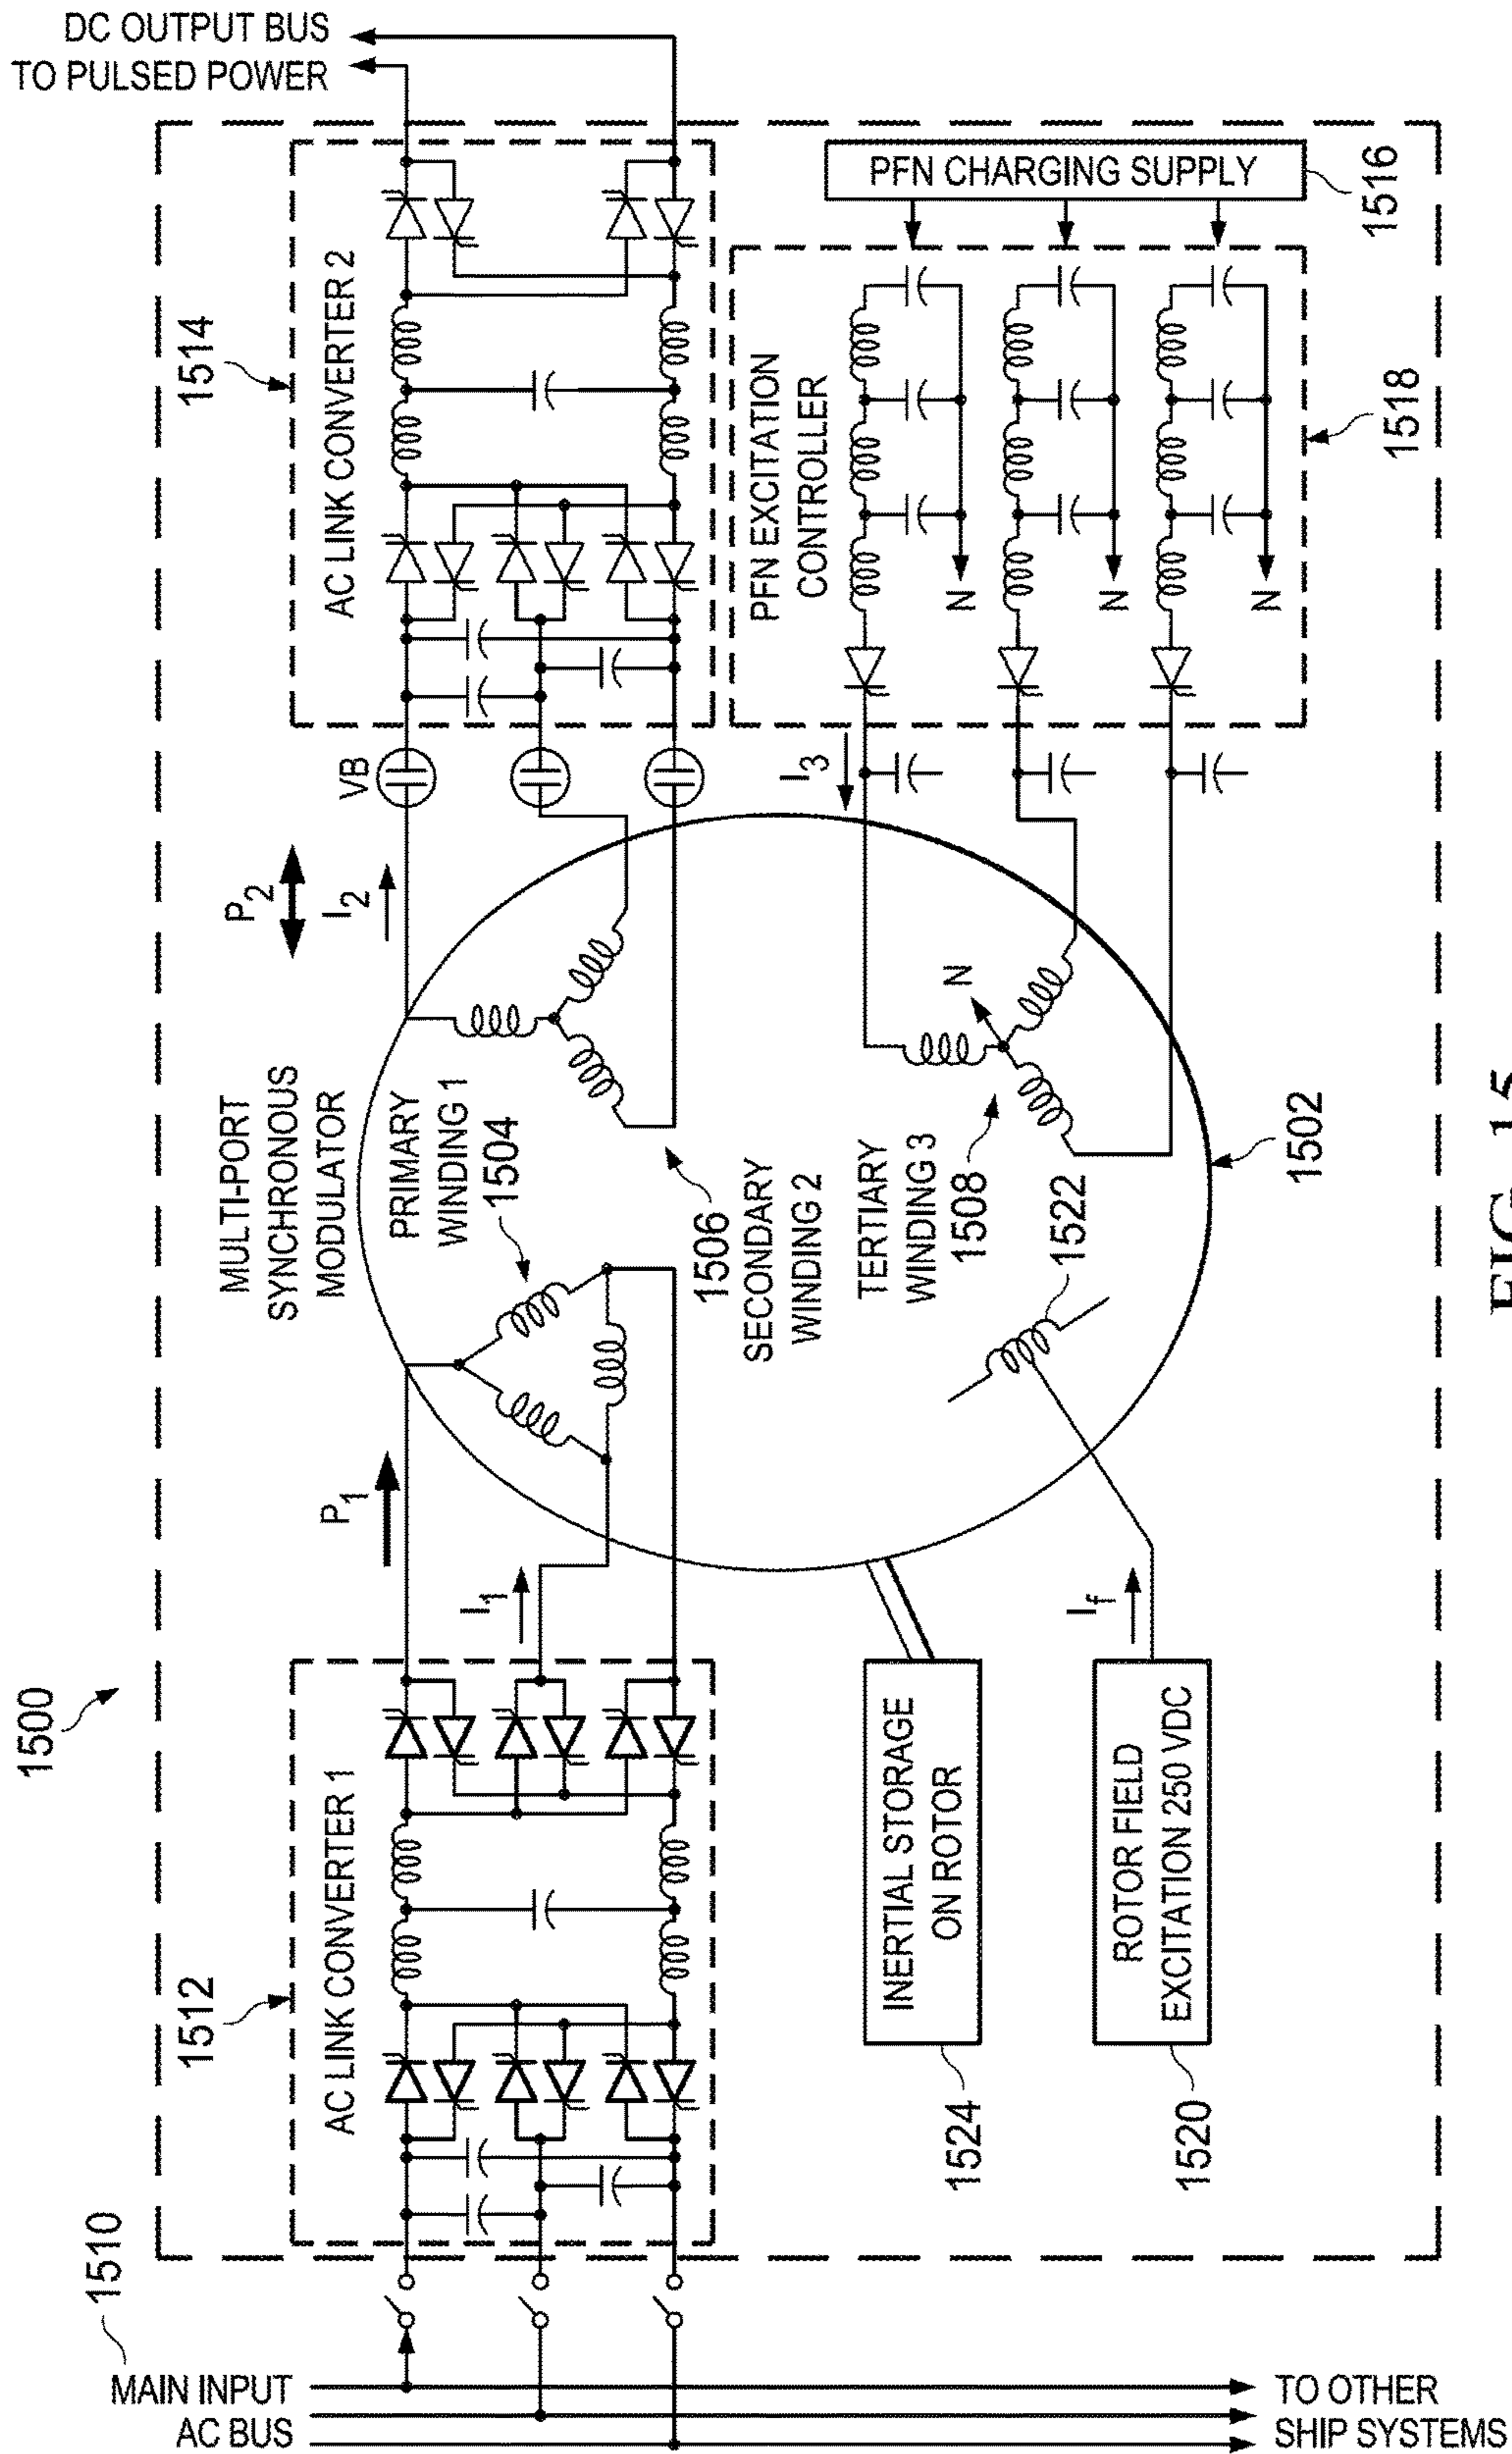 DC OUTPUT BUS
TO PULSED POWER
1514
AC LINK CONVERTER 2
PFN CHARGING SUPPLY
1516
PFN EXCITATION
CONTROLLER
1518
N
N
N
VB
P2
I2
I3
MULTI-PORT
SYNCHRONOUS
MODULATOR
PRIMARY
WINDING 1
1504
1506
SECONDARY
WINDING 2
N
TERTIARY
WINDING 3
1508
1522
1502
P1
I1
If
1500
1512
AC LINK CONVERTER 1
INERTIAL STORAGE
ON ROTOR
1524
ROTOR FIELD
EXCITATION 250 VDC
1520
1510
MAIN INPUT
AC BUS
TO OTHER
SHIP SYSTEMS
FIG. 15